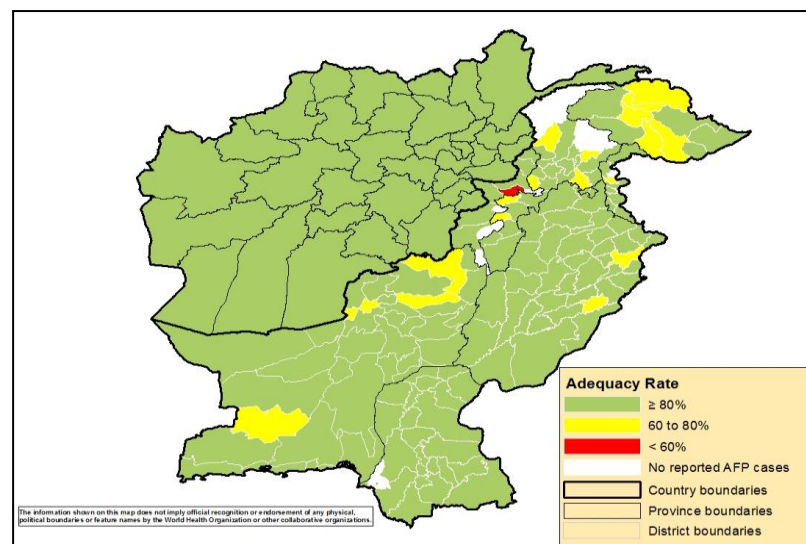 Adequacy Rate
≥ 80%
60 to 80%
< 60%
No reported AFP cases
Country boundaries
Province boundaries
District boundaries
The information shown on this map does not imply official recognition or endorsement of any physical,
political boundaries or feature names by the World Health Organization or other collaborative organizations.